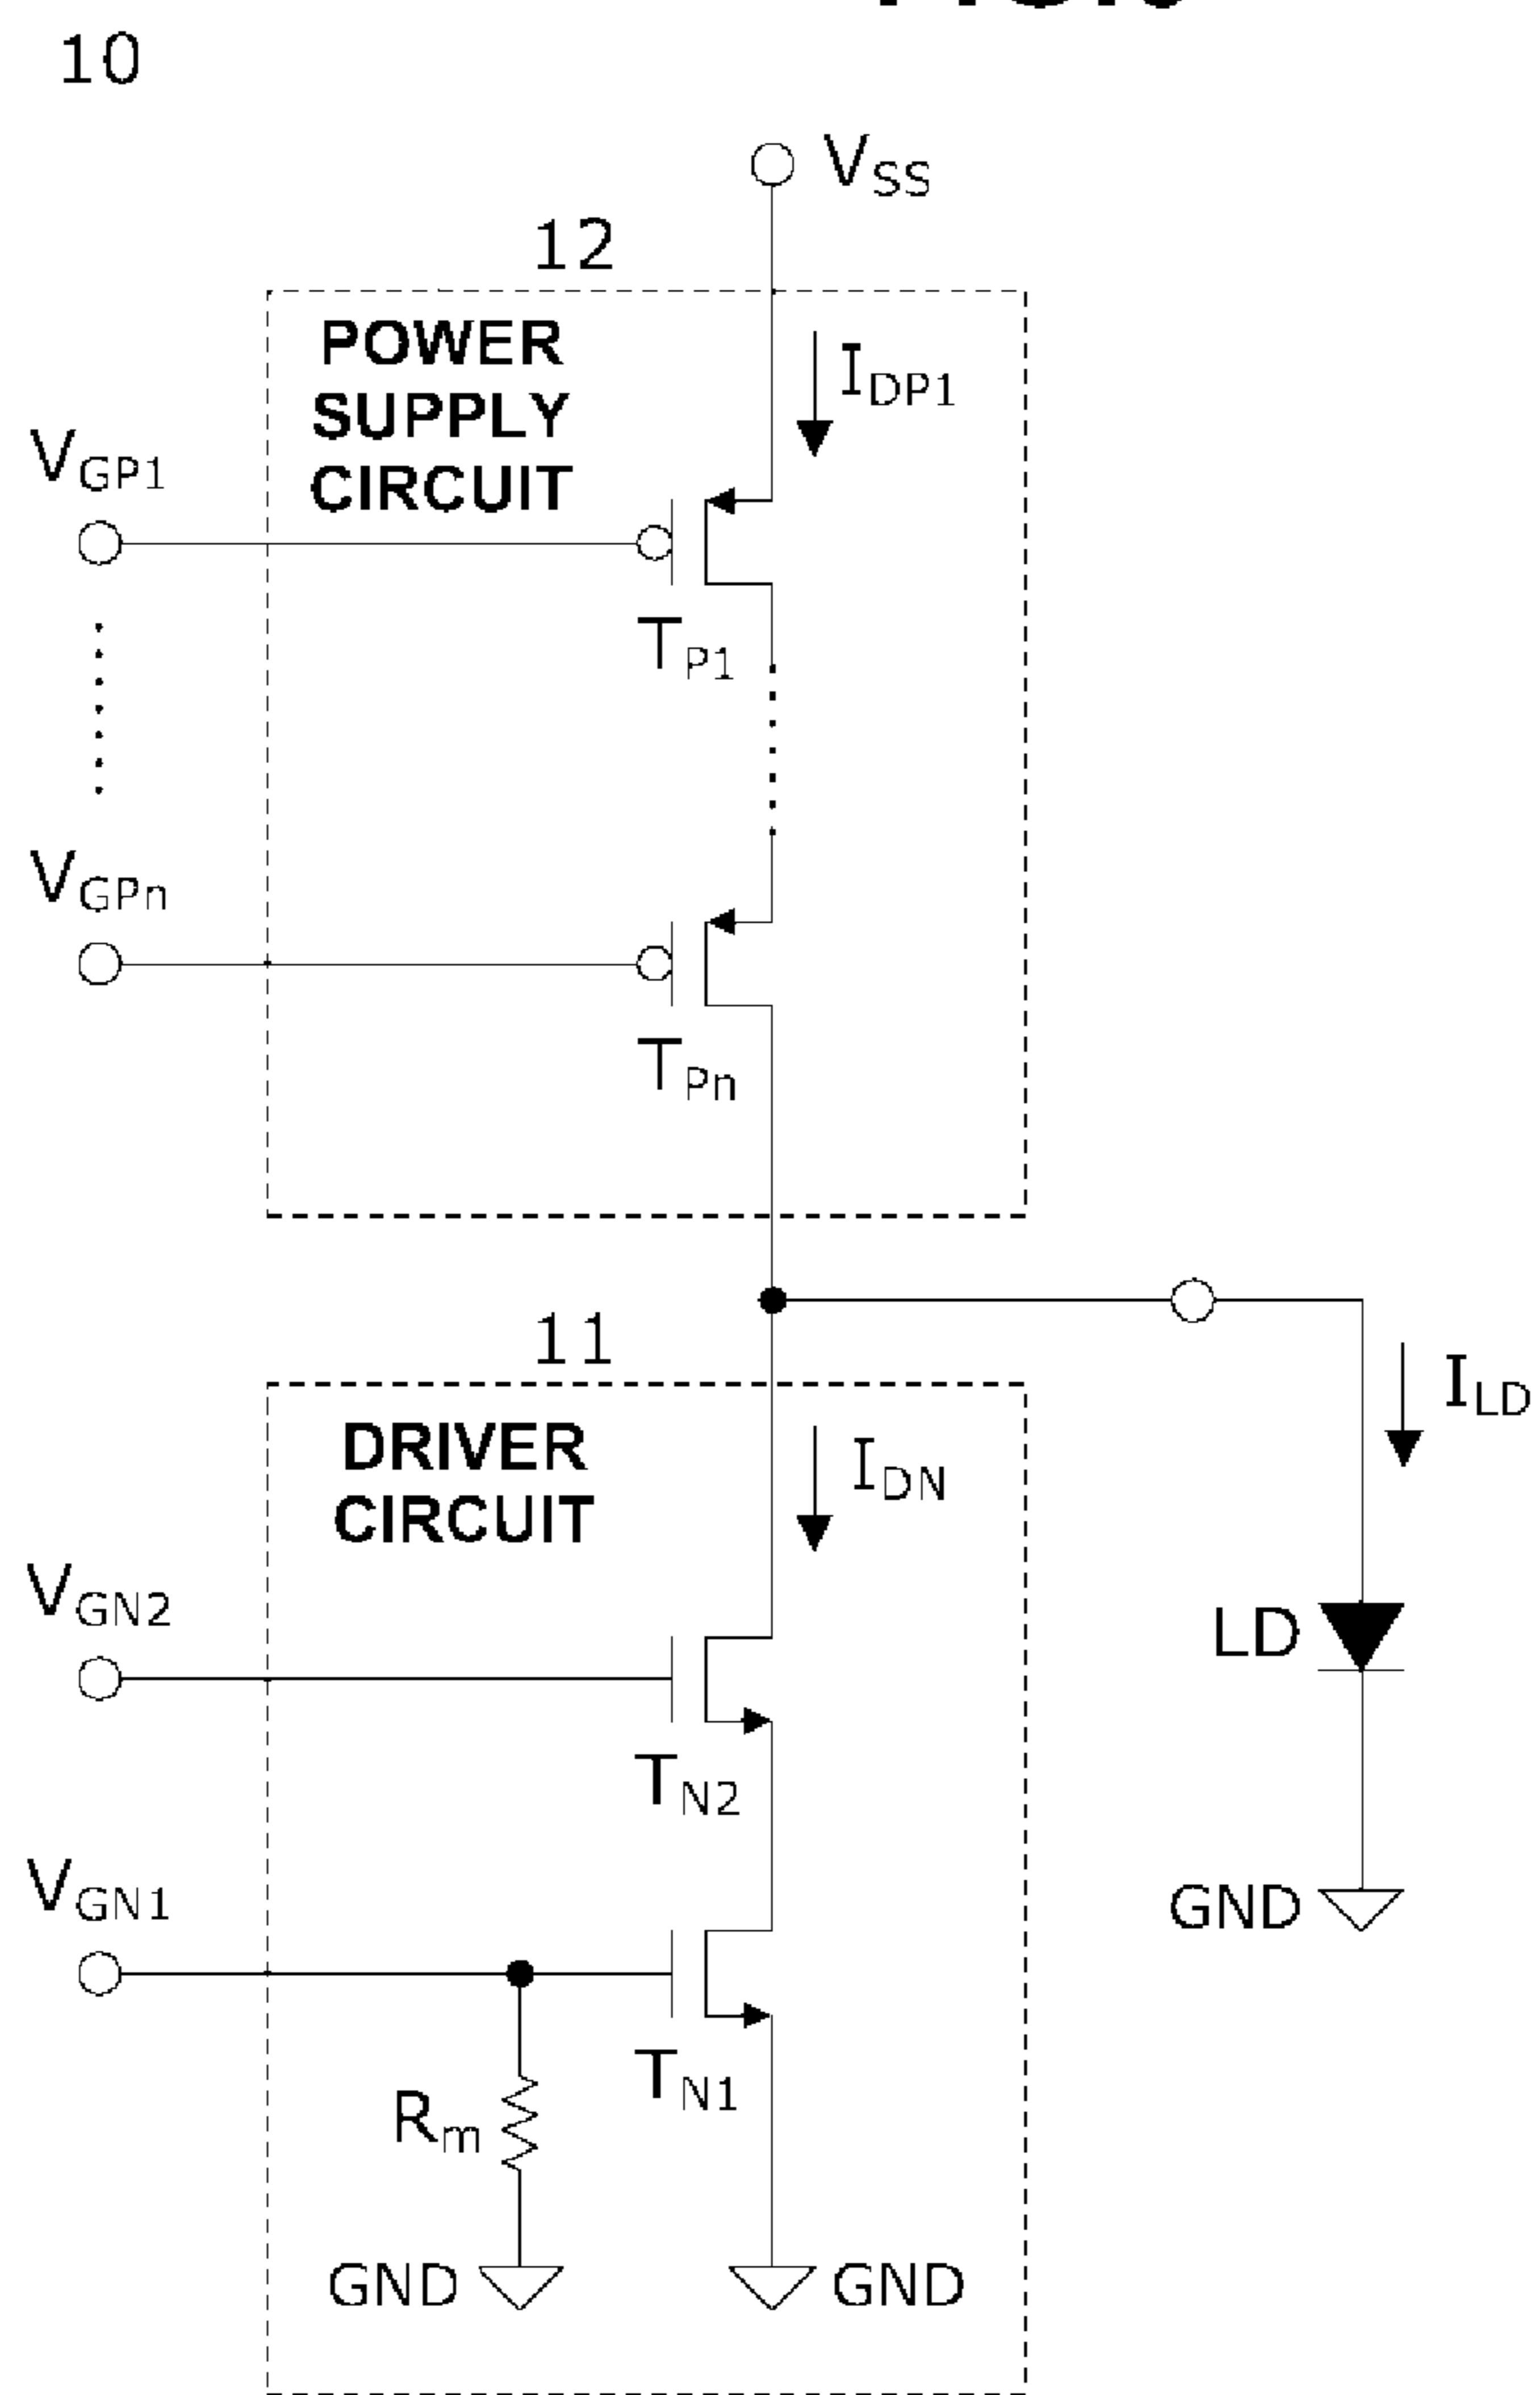 10
VSS
12
POWER
SUPPLY
CIRCUIT
IDP1
VGP1
TP1
VGPn
TPn
11
DRIVER
CIRCUIT
IDN
ILD
VGN2
TN2
LD
VGN1
TN1
GND
Rm
GND
GND